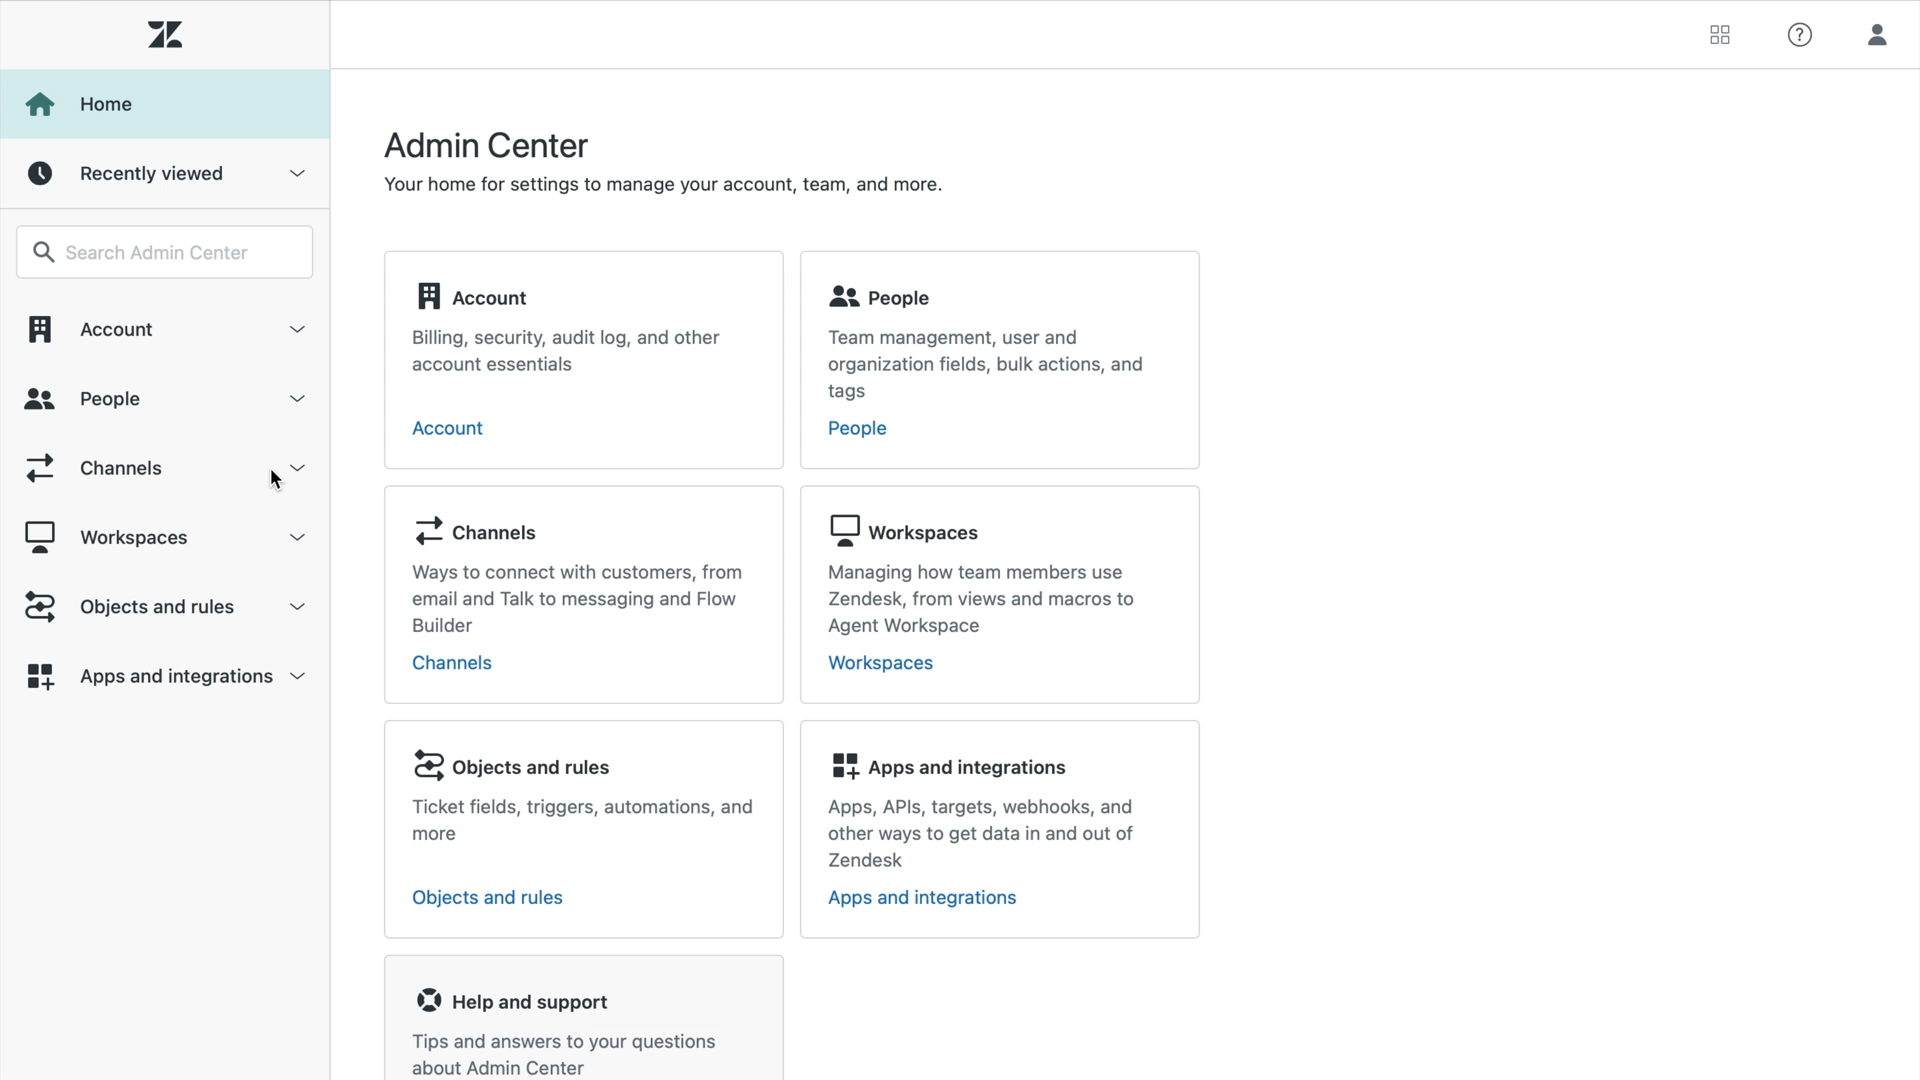 Home
Recently viewed
Search Admin Center
Account
People
Channels
Workspaces
Objects and rules
Apps and integrations
Admin Center
Your home for settings to manage your account, team, and more.
Account
Billing, security, audit log, and other
account essentials
Account
People
Team management, user and
organization fields, bulk actions, and
tags
People
Channels
Ways to connect with customers, from
email and Talk to messaging and Flow
Builder
Channels
Workspaces
Managing how team members use
Zendesk, from views and macros to
Agent Workspace
Workspaces
Objects and rules
Ticket fields, triggers, automations, and
more
Objects and rules
Apps and integrations
Apps, APIs, targets, webhooks, and
other ways to get data in and out of
Zendesk
Apps and integrations
Help and support
Tips and answers to your questions
about Admin Center